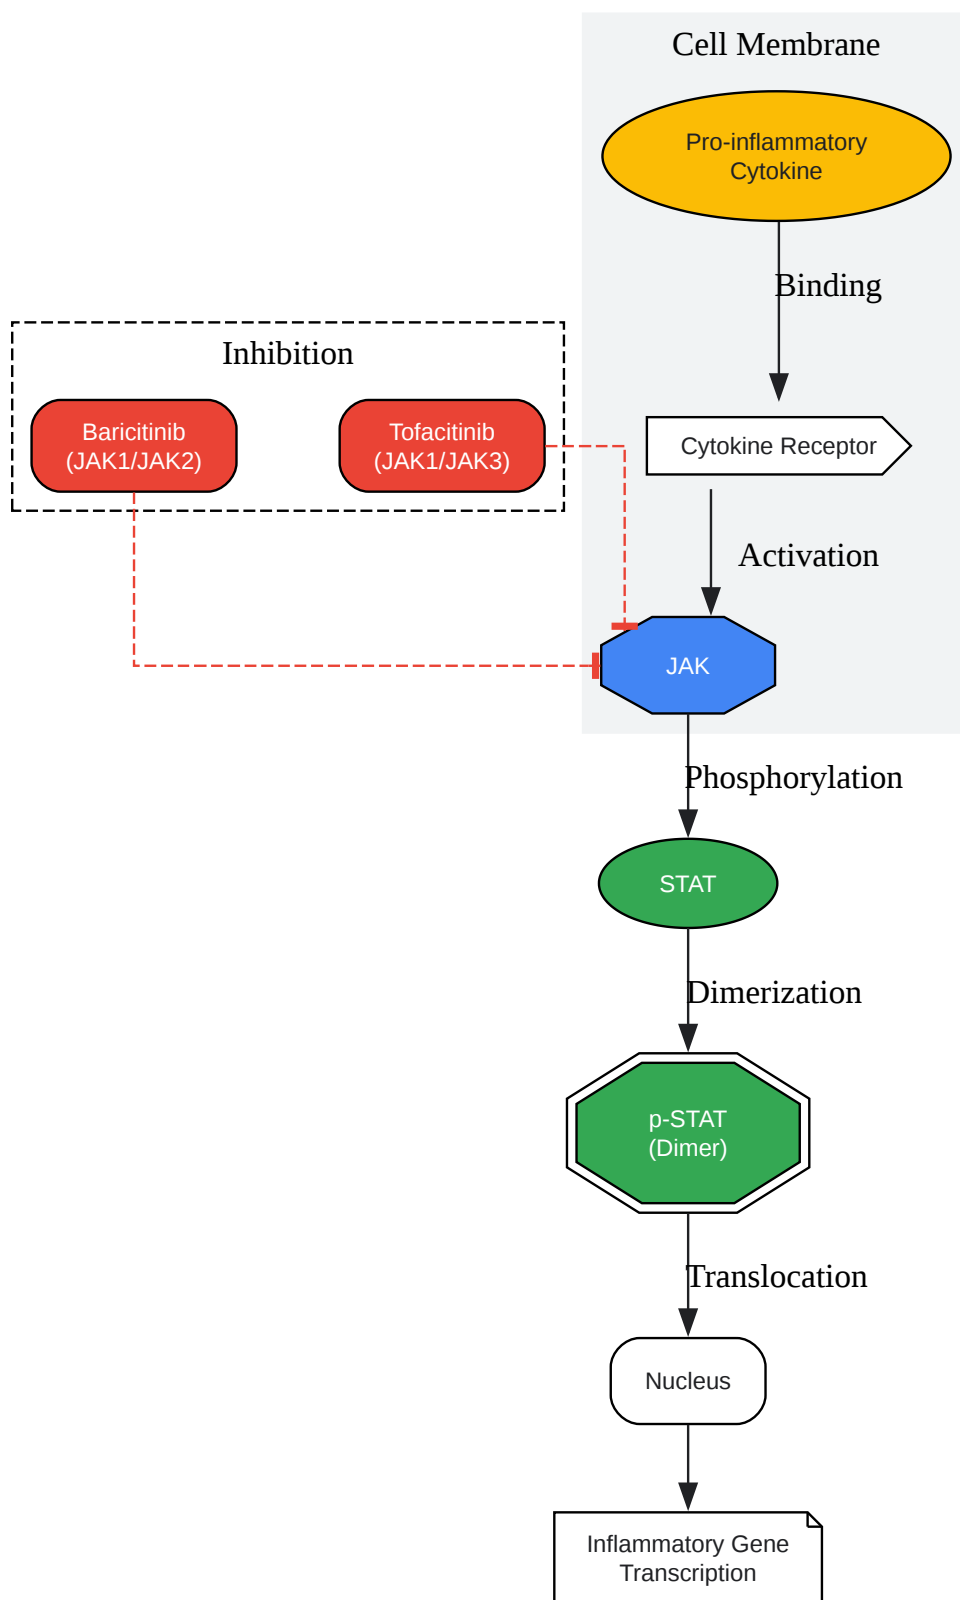 Cell Membrane
Pro-inflammatory
Cytokine
Binding
Inhibition
Baricitinib
(JAK1/JAK2)
Tofacitinib
(JAK1/JAK3)
Cytokine Receptor
Activation
JAK
Phosphorylation
STAT
Dimerization
p-STAT
(Dimer)
Translocation
Nucleus
Inflammatory Gene
Transcription